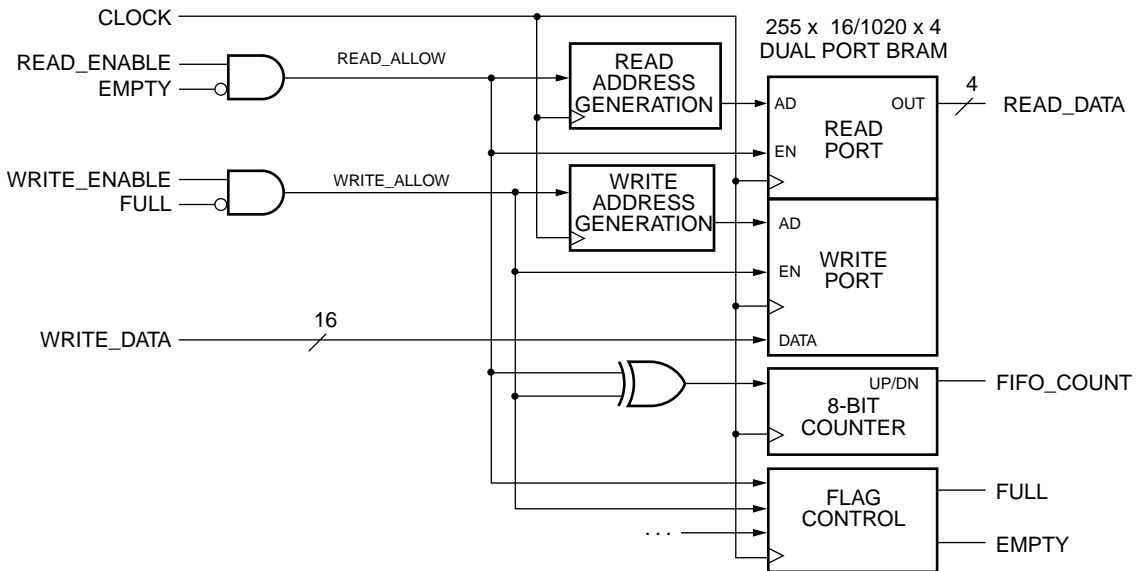 CLOCK
255 x 16/1020 x 4
DUAL PORT BRAM
READ_ENABLE
EMPTY
READ_ALLOW
READ
ADDRESS
GENERATION
AD
OUT
4
READ_DATA
READ
PORT
EN
WRITE_ENABLE
FULL
WRITE_ALLOW
WRITE
ADDRESS
GENERATION
AD
WRITE
PORT
EN
WRITE_DATA
16
DATA
UP/DN
FIFO_COUNT
8-BIT
COUNTER
FLAG
CONTROL
FULL
. . .
EMPTY